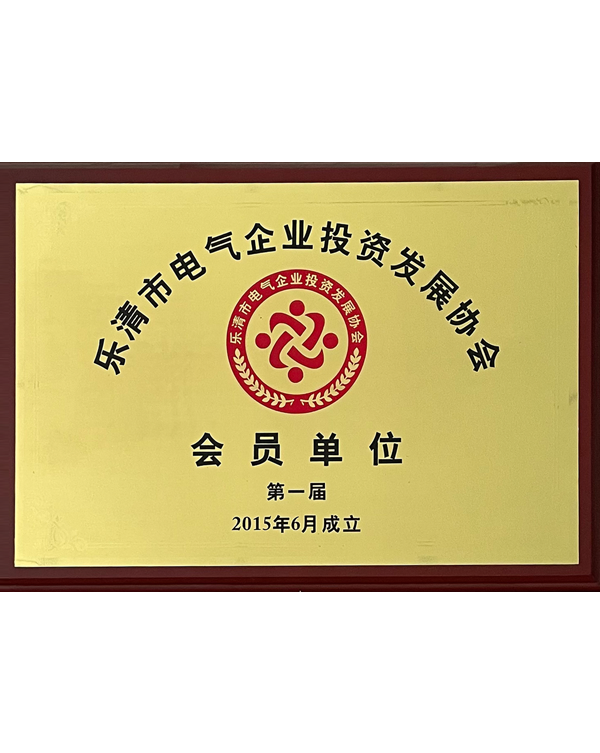 乐清市电气企业投资发展协会
乐清市电气企业投资发展协会
会员单位
第一届
2015年6月成立